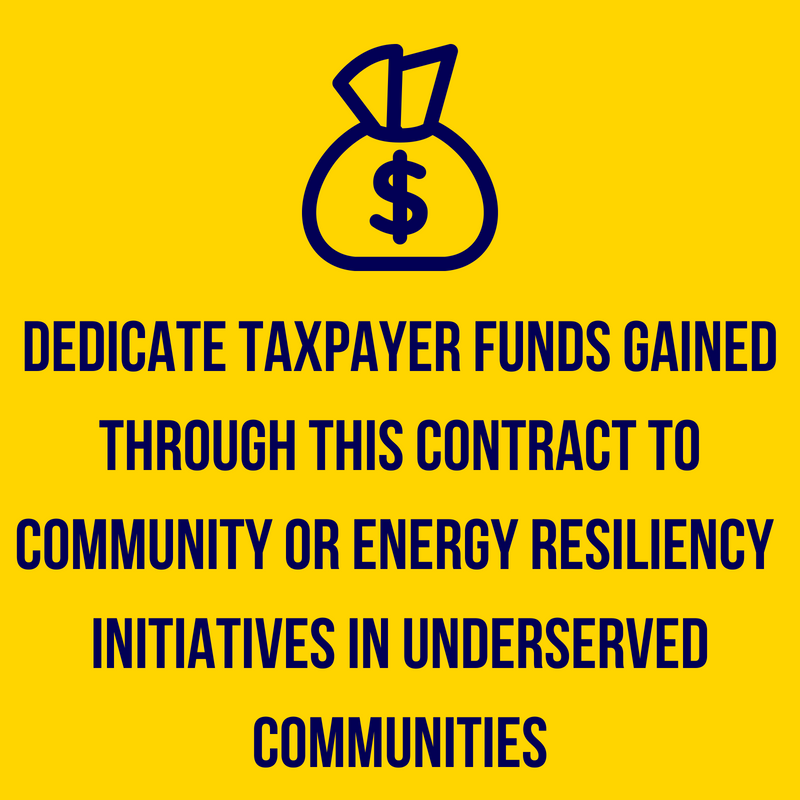 $
DEDICATE TAXPAYER FUNDS GAINED
THROUGH THIS CONTRACT TO
COMMUNITY OR ENERGY RESILIENCY
INITIATIVES IN UNDERSERVED
COMMUNITIES